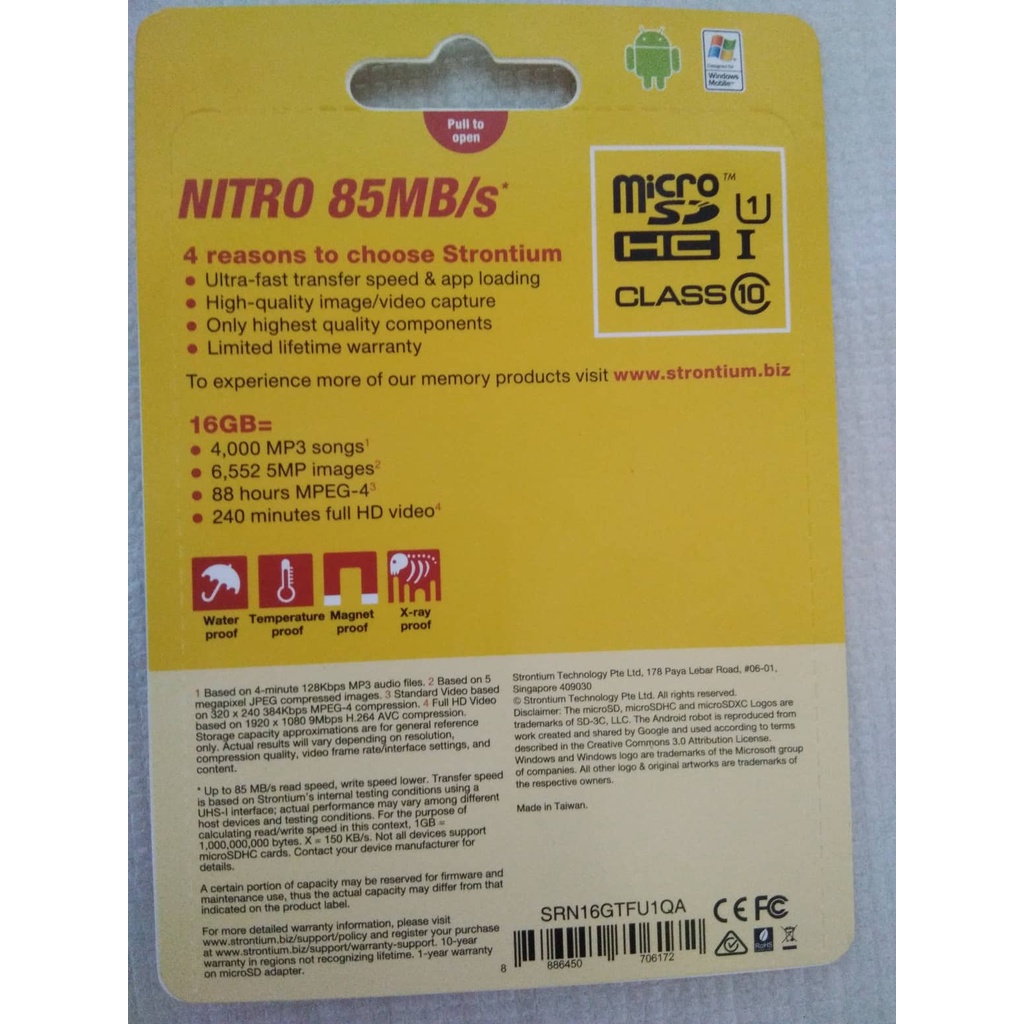 Pull to
open
Designed for
Windows
Mobile™
NITRO 85MB/s*
micro™
SD
HC I
1
CLASS 10
4 reasons to choose Strontium
• Ultra-fast transfer speed & app loading
• High-quality image/video capture
• Only highest quality components
• Limited lifetime warranty
To experience more of our memory products visit www.strontium.biz
16GB=
• 4,000 MP3 songs¹
• 6,552 5MP images²
• 88 hours MPEG-4³
• 240 minutes full HD video⁴
Water
proof
Temperature
proof
Magnet
proof
X-ray
proof
1 Based on 4-minute 128Kbps MP3 audio files. 2 Based on 5
megapixel JPEG compressed images. 3 Standard Video based
on 320 x 240 384Kbps MPEG-4 compression. 4 Full HD Video
based on 1920 x 1080 9Mbps H.264 AVC compression.
Storage capacity approximations are for general reference
only. Actual results will vary depending on resolution,
compression quality, video frame rate/interface settings, and
content.
* Up to 85 MB/s read speed, write speed lower. Transfer speed
is based on Strontium's internal testing conditions using a
UHS-I interface; actual performance may vary among different
host devices and testing conditions. For the purpose of
calculating read/write speed in this context, 1GB =
1,000,000,000 bytes. X = 150 KB/s. Not all devices support
microSDHC cards. Contact your device manufacturer for
details.
A certain portion of capacity may be reserved for firmware and
maintenance use, thus the actual capacity may differ from that
indicated on the product label.
For more detailed warranty information, please visit
www.strontium.biz/support/policy and register your purchase
at www.strontium.biz/support/warranty-support. 10-year
warranty in regions not recognizing lifetime. 1-year warranty
on microSD adapter.
Strontium Technology Pte Ltd, 178 Paya Lebar Road, #06-01,
Singapore 409030
© Strontium Technology Pte Ltd. All rights reserved.
Disclaimer: The microSD, microSDHC and microSDXC Logos are
trademarks of SD-3C, LLC. The Android robot is reproduced from
work created and shared by Google and used according to terms
described in the Creative Commons 3.0 Attribution License.
Windows and Windows logo are trademarks of the Microsoft group
of companies. All other logo & original artworks are trademarks of
the respective owners.
Made in Taiwan.
SRN16GTFU1QA
CE FC
RoHS
8 886450 706172